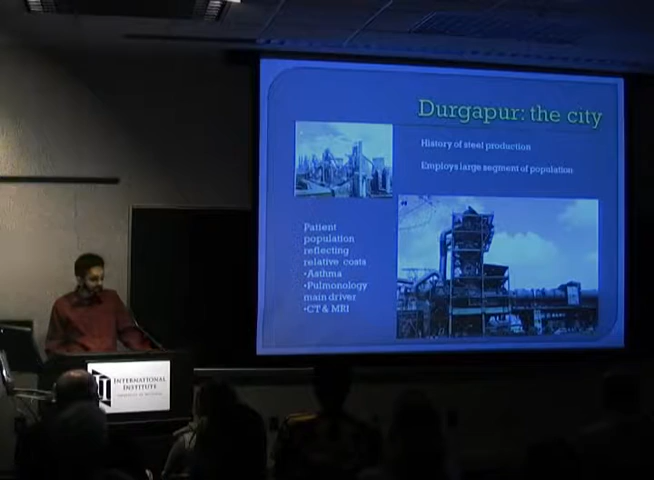 Durgapur: the city
History of steel production
Employs large segment of population
Patient
population
reflecting
relative costs
•Asthma
•Pulmonology
main driver
•CT & MRI
INTERNATIONAL
INSTITUTE